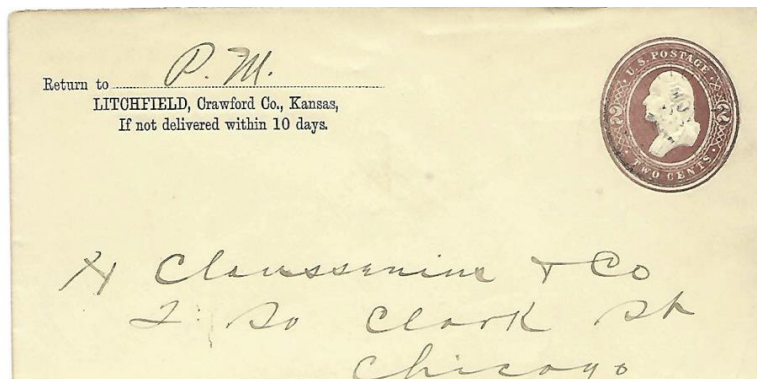 Return to P. M.
LITCHFIELD, Crawford Co., Kansas,
If not delivered within 10 days.
U.S. POSTAGE
2 2
TWO CENTS
H Claussenius & Co
2 So Clark St
Chicago